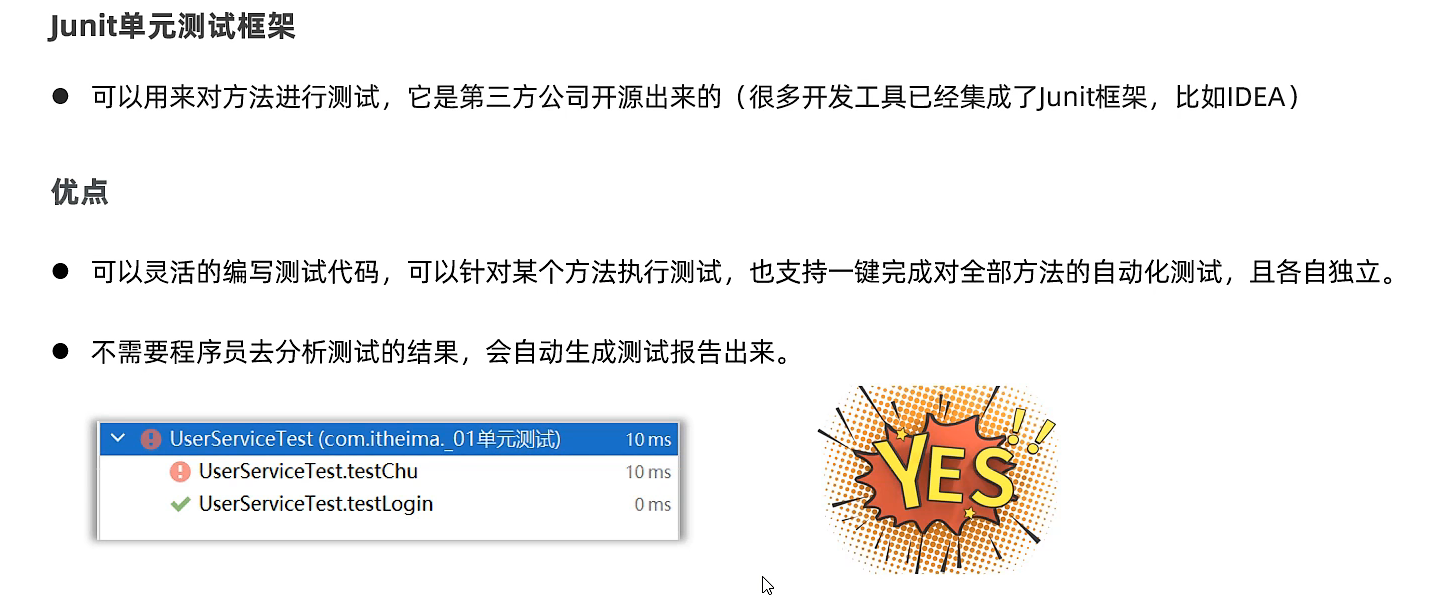 Junit单元测试框架
可以用来对方法进行测试，它是第三方公司开源出来的（很多开发工具已经集成了Junit框架，比如IDEA）
优点
可以灵活的编写测试代码，可以针对某个方法执行测试，也支持一键完成对全部方法的自动化测试，且各自独立。
不需要程序员去分析测试的结果，会自动生成测试报告出来。
UserServiceTest (com.itheima._01单元测试) 10 ms
UserServiceTest.testChu 10 ms
UserServiceTest.testLogin 0 ms
YES!!